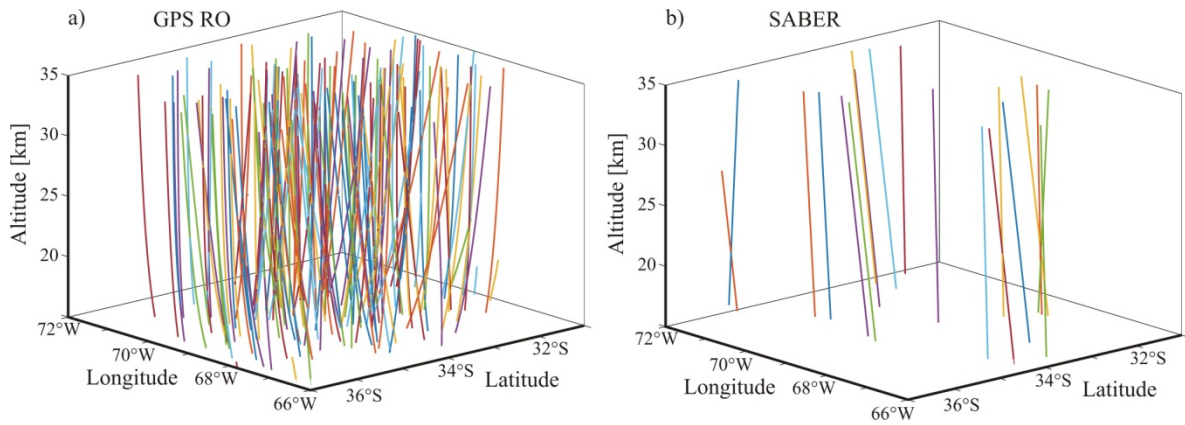 a) GPS RO
35
30
25
20
Altitude [km]
72°W
70°W
68°W
66°W
Longitude
36°S
34°S
32°S
Latitude
b) SABER
35
30
25
20
Altitude [km]
72°W
70°W
68°W
66°W
Longitude
36°S
34°S
32°S
Latitude